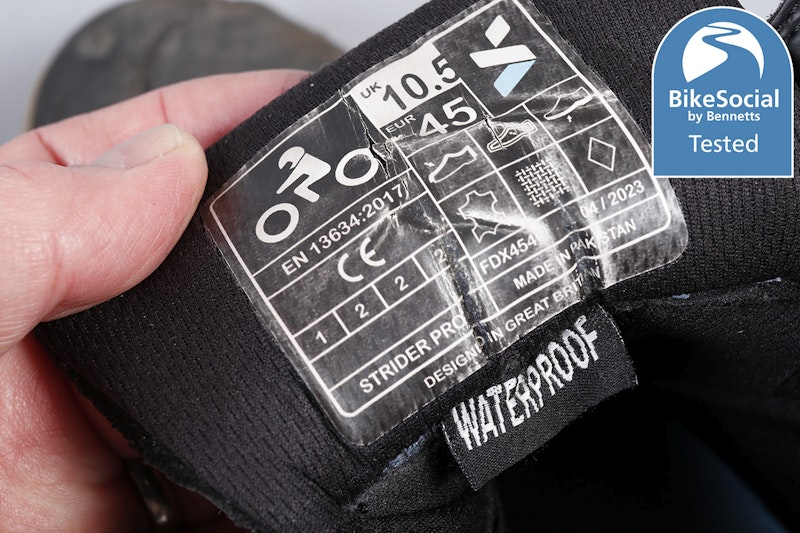 UK 10.5
EUR 45
EN 13634:2017
CE
1 2 2 2
FDX454
04 / 2023
MADE IN PAKISTAN
STRIDER PRO
DESIGNED IN GREAT BRITAIN
WATERPROOF
BikeSocial
by Bennetts
Tested